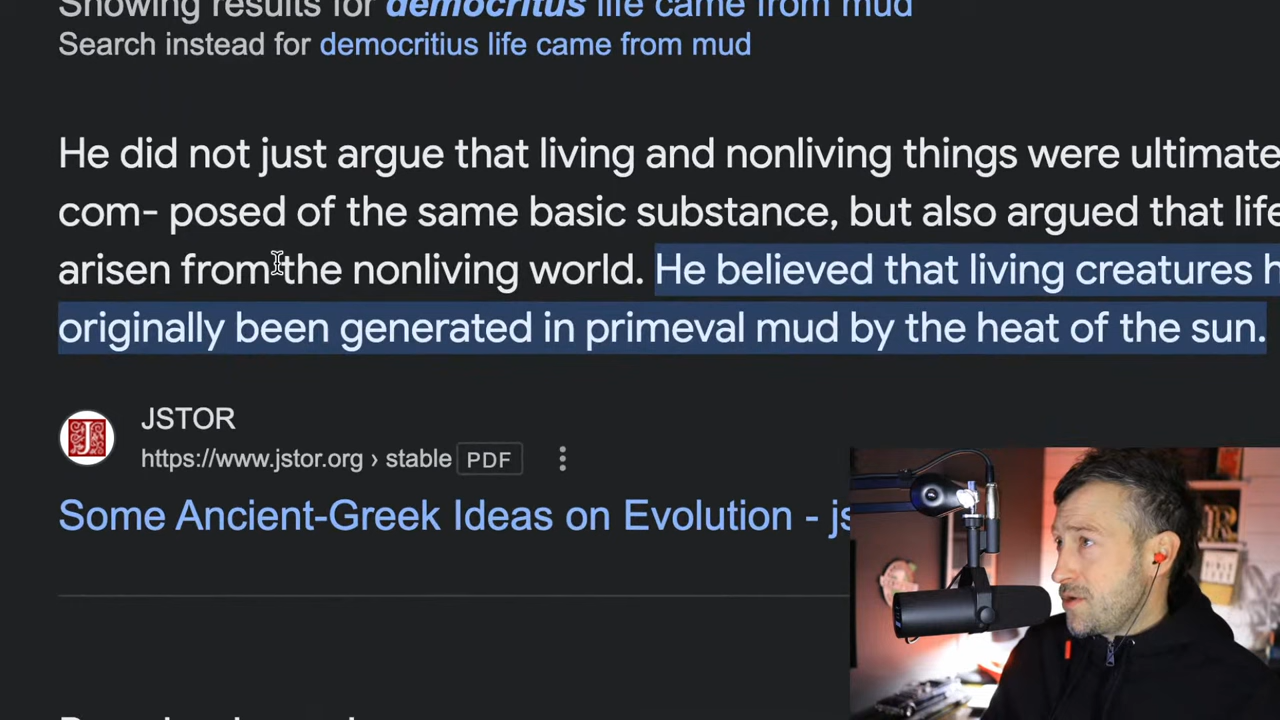 Showing results for democritus life came from mud
Search instead for democritius life came from mud
He did not just argue that living and nonliving things were ultimate
com- posed of the same basic substance, but also argued that life
arisen from the nonliving world. He believed that living creatures h
originally been generated in primeval mud by the heat of the sun.
JSTOR
https://www.jstor.org › stable PDF
Some Ancient-Greek Ideas on Evolution - js